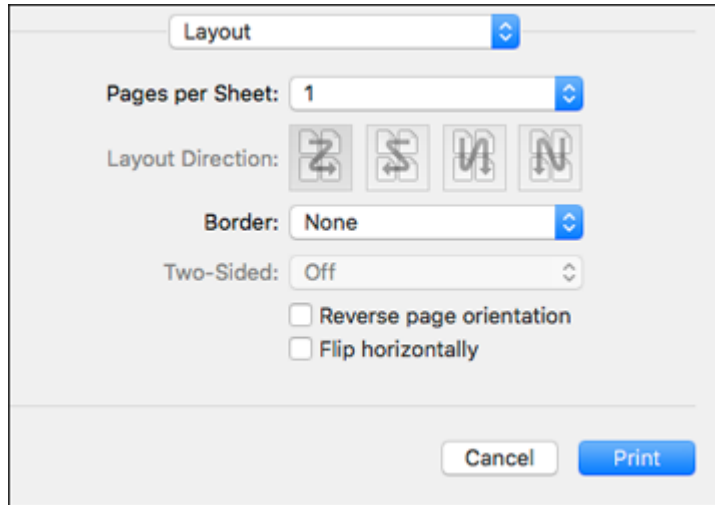 Layout
Pages per Sheet: 1
Layout Direction:
Border: None
Two-Sided: Off
Reverse page orientation
Flip horizontally
Cancel Print